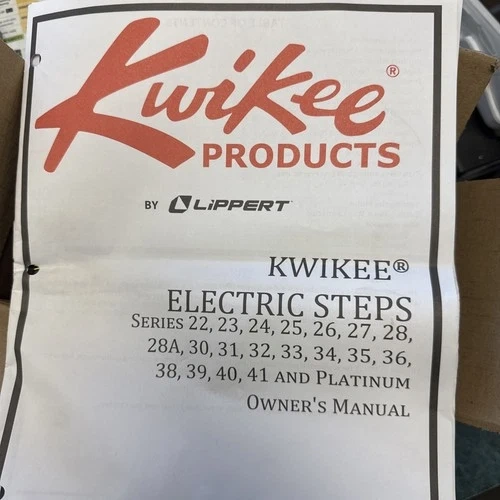 Kwikee®
PRODUCTS
BY LiPPERT™
KWIKEE®
ELECTRIC STEPS
SERIES 22, 23, 24, 25, 26, 27, 28,
28A, 30, 31, 32, 33, 34, 35, 36,
38, 39, 40, 41 AND PLATINUM
OWNER'S MANUAL